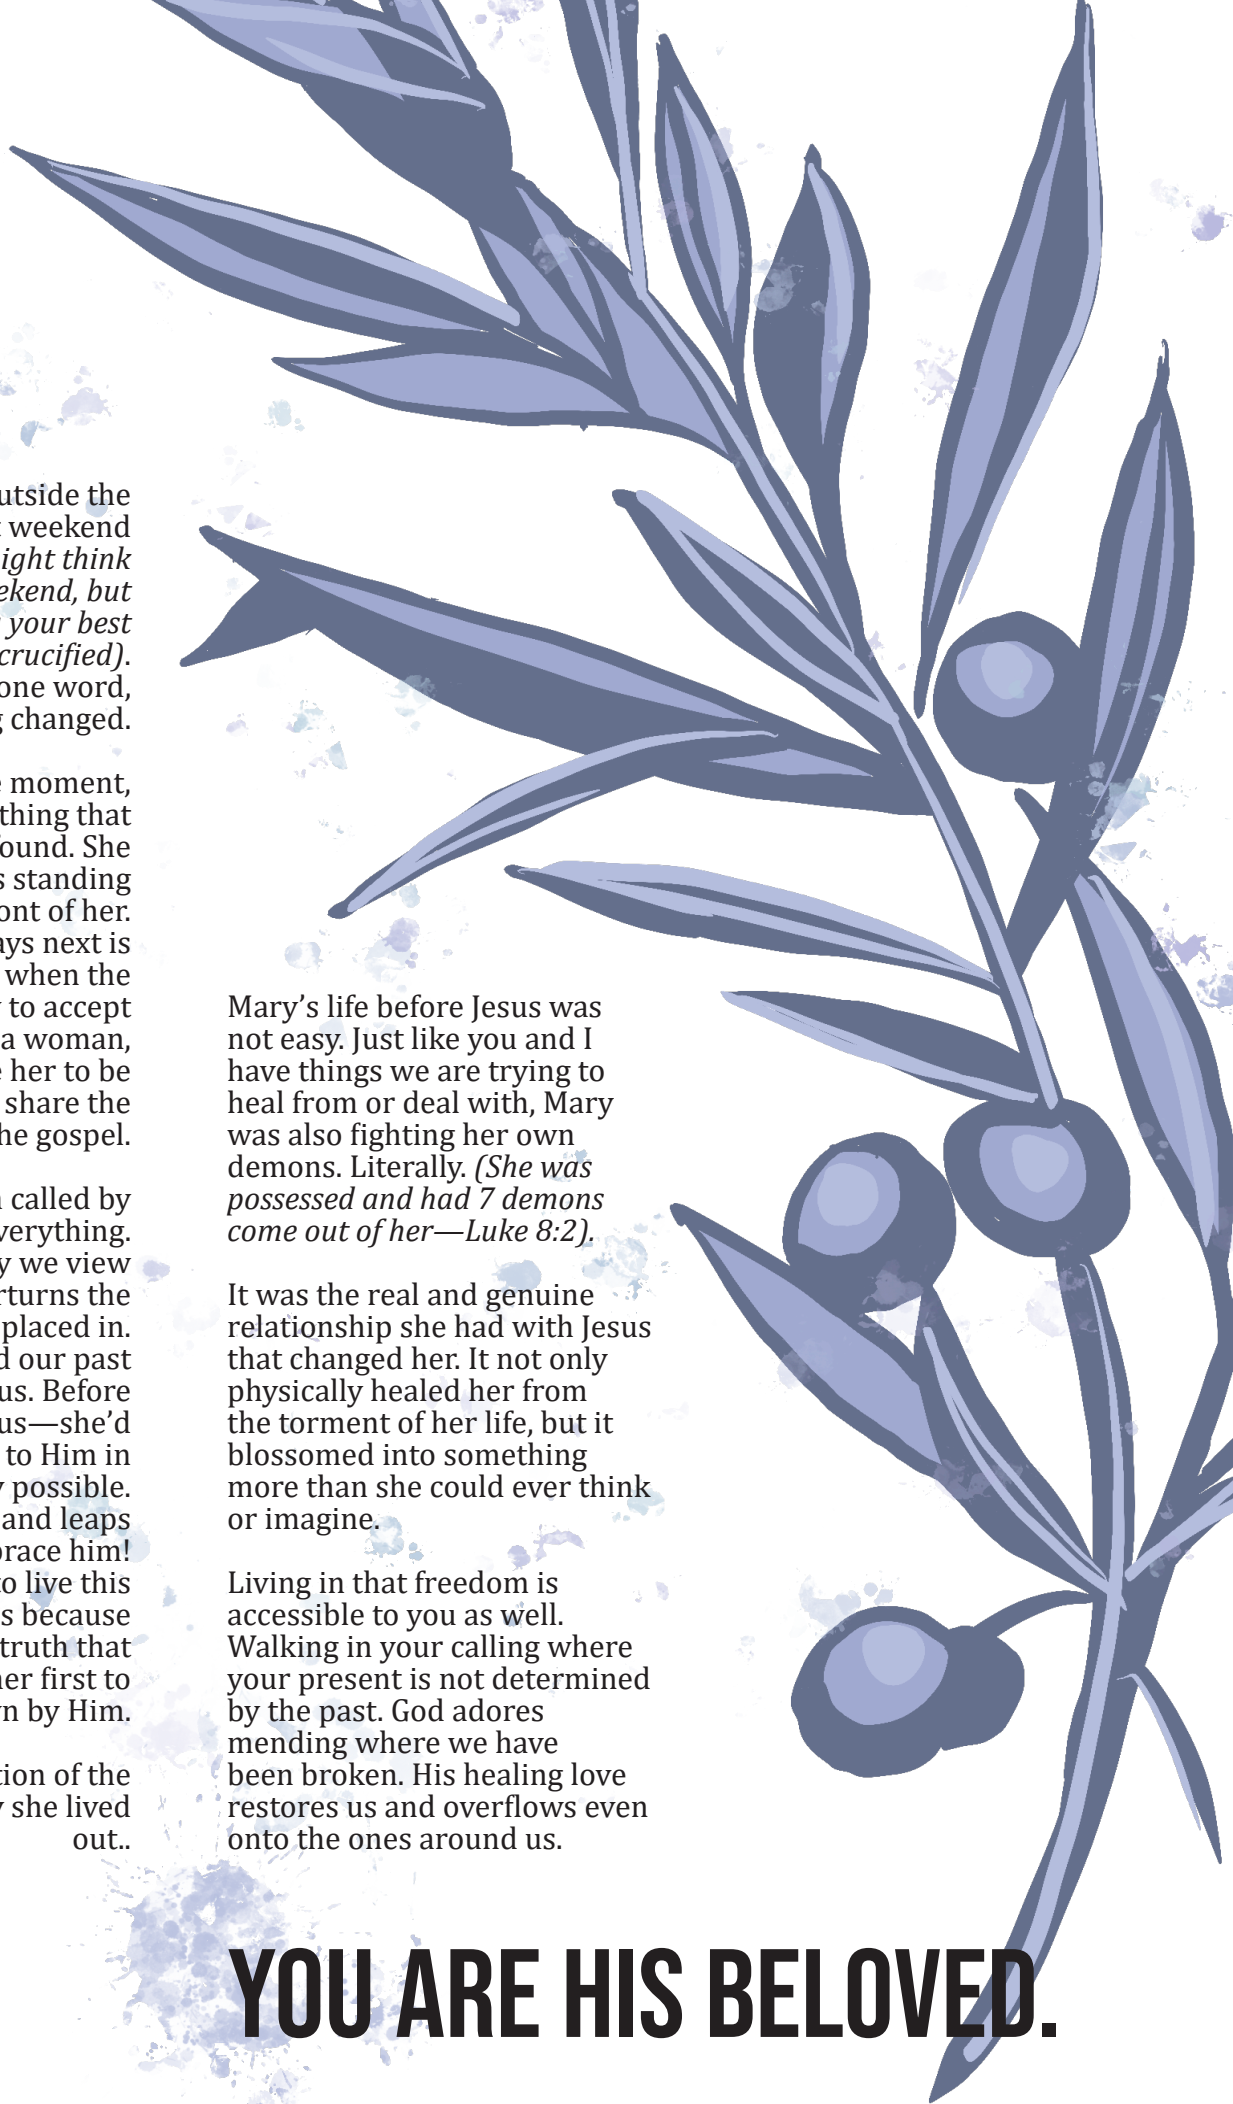 utside the
weekend
ight think
ekend, but
your best
crucified).
one word,
changed.
moment,
thing that
ound. She
s standing
ont of her.
ays next is
when the
to accept
a woman,
her to be
share the
he gospel.
called by
verything.
we view
rturns the
placed in.
d our past
us. Before
us—she’d
to Him in
possible.
and leaps
brace him!
to live this
s because
truth that
her first to
n by Him.
tion of the
she lived
out..
Mary’s life before Jesus was
not easy. Just like you and I
have things we are trying to
heal from or deal with, Mary
was also fighting her own
demons. Literally. (She was
possessed and had 7 demons
come out of her—Luke 8:2).
It was the real and genuine
relationship she had with Jesus
that changed her. It not only
physically healed her from
the torment of her life, but it
blossomed into something
more than she could ever think
or imagine.
Living in that freedom is
accessible to you as well.
Walking in your calling where
your present is not determined
by the past. God adores
mending where we have
been broken. His healing love
restores us and overflows even
onto the ones around us.
YOU ARE HIS BELOVED.